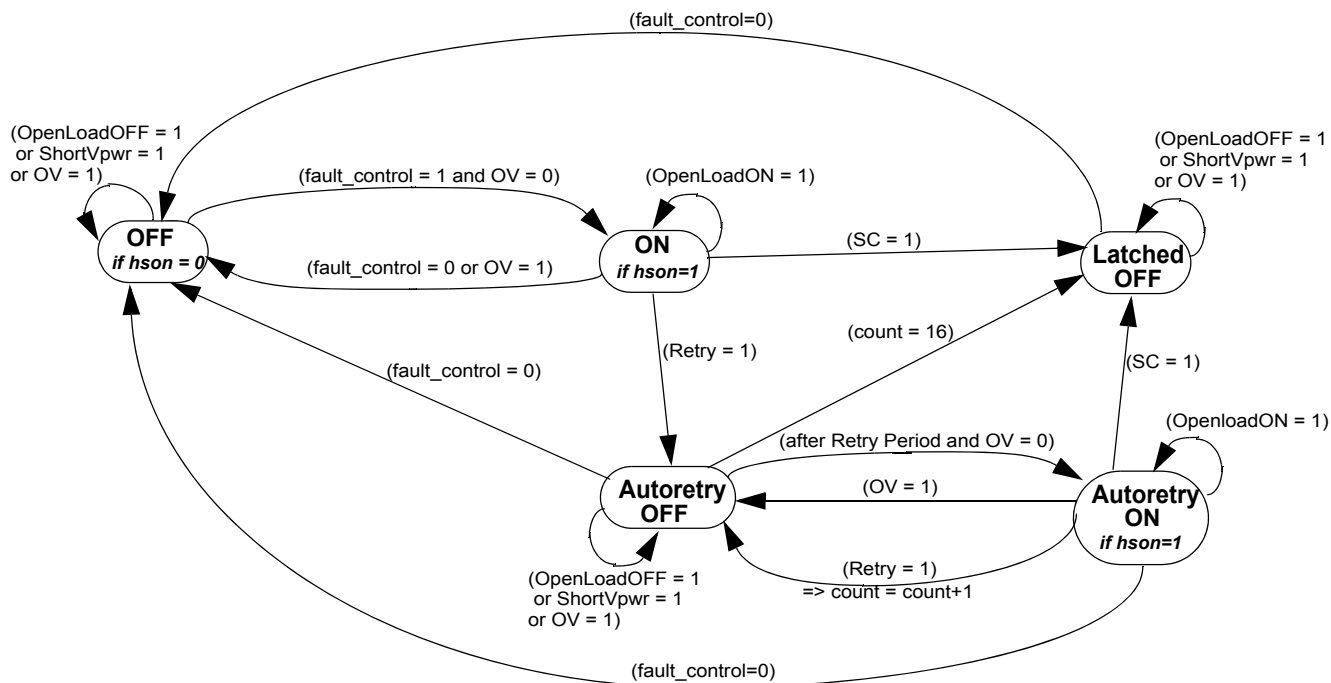 (fault_control=0)
(OpenLoadOFF = 1
or ShortVpwr = 1
or OV = 1)
(fault_control = 1 and OV = 0)
(OpenLoadON = 1)
(OpenLoadOFF = 1
or ShortVpwr = 1
or OV = 1)
OFF
if hson = 0
(fault_control = 0 or OV = 1)
ON
if hson=1
(SC = 1)
Latched
OFF
(Retry = 1)
(count = 16)
(fault_control = 0)
(SC = 1)
(OpenloadON = 1)
(after Retry Period and OV = 0)
Autoretry
OFF
(OV = 1)
Autoretry
ON
if hson=1
(Retry = 1)
=> count = count+1
(OpenLoadOFF = 1
or ShortVpwr = 1
or OV = 1)
(fault_control=0)